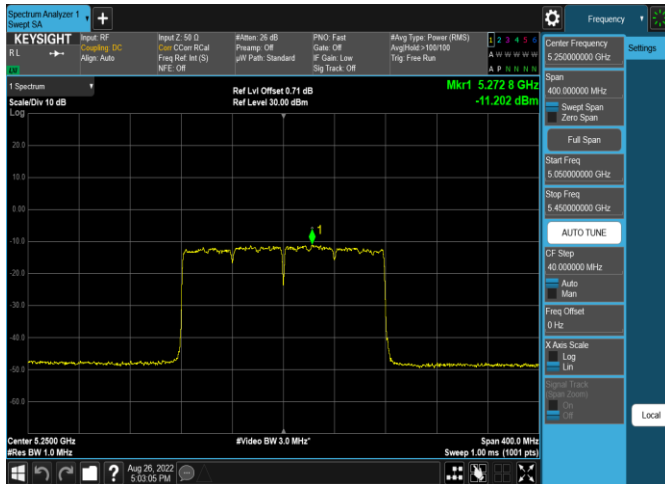 Spectrum Analyzer 1
Swept SA
Frequency
KEYSIGHT
R L
Input: RF
Coupling: DC
Align: Auto
Input Z: 50 Ω
Corr CCorr RCal
Freq Ref: Int (S)
NFE: Off
#Atten: 26 dB
Preamp: Off
µW Path: Standard
PNO: Fast
Gate: Off
IF Gain: Low
Sig Track: Off
#Avg Type: Power (RMS)
Avg|Hold >100/100
Trig: Free Run
1 2 3 4 5 6
A W W W W W
A P N N N N
1 Spectrum
Scale/Div 10 dB
Log
Ref Lvl Offset 0.71 dB
Ref Level 30.00 dBm
Mkr1 5.272 8 GHz
-11.202 dBm
20.0
10.0
0.00
-10.0
-20.0
-30.0
-40.0
-50.0
-60.0
1
Center 5.2500 GHz
#Res BW 1.0 MHz
#Video BW 3.0 MHz*
Span 400.0 MHz
Sweep 1.00 ms (1001 pts)
Aug 26, 2022
5:03:05 PM
Center Frequency
5.250000000 GHz
Span
400.000000 MHz
Swept Span
Zero Span
Full Span
Start Freq
5.050000000 GHz
Stop Freq
5.450000000 GHz
AUTO TUNE
CF Step
40.000000 MHz
Auto
Man
Freq Offset
0 Hz
X Axis Scale
Log
Lin
Signal Track
(Span Zoom)
On
Off
Settings
Local